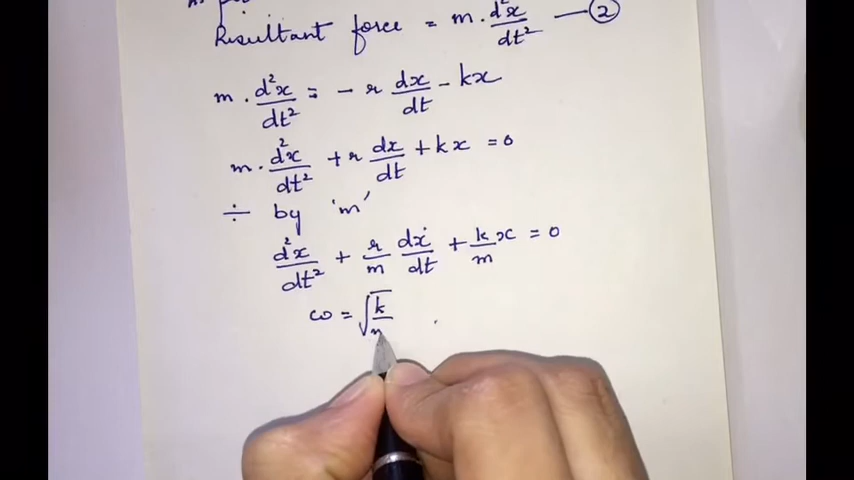 Resultant force = m . d²x/dt² — ②
m . d²x/dt² = - r dx/dt - kx
m . d²x/dt² + r dx/dt + kx = 0
÷ by 'm'
d²x/dt² + r/m dx/dt + k/m x = 0
ω = √k/m